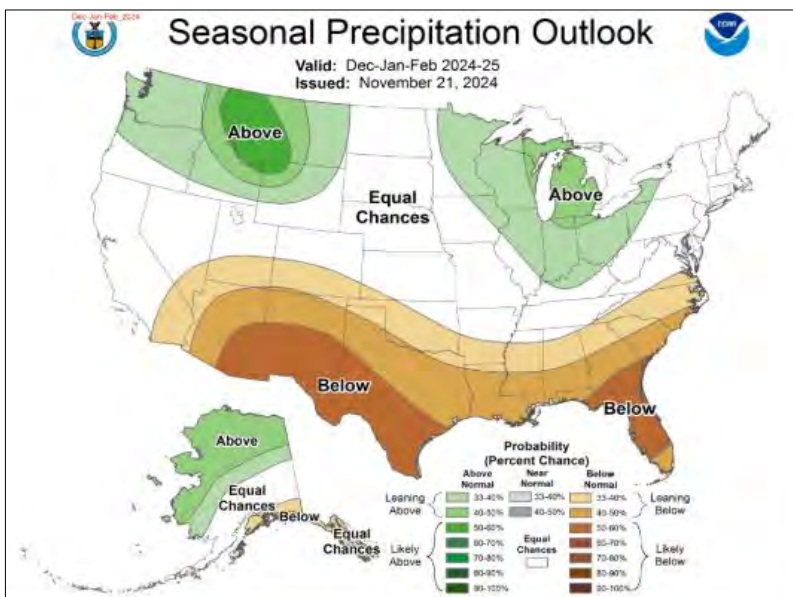 Dec-Jan-Feb_2024
Seasonal Precipitation Outlook
Valid: Dec-Jan-Feb 2024-25
Issued: November 21, 2024
Above
Equal
Chances
Above
Below
Below
Above
Equal
Chances
Below
Equal
Chances
Probability
(Percent Chance)
Above
Normal
Near
Normal
Below
Normal
Leaning
Above
33-40%
33-40%
33-40%
Leaning
Below
40-50%
40-50%
40-50%
Likely
Above
50-60%
60-70%
70-80%
80-90%
90-100%
Equal
Chances
50-60%
60-70%
70-80%
80-90%
90-100%
Likely
Below